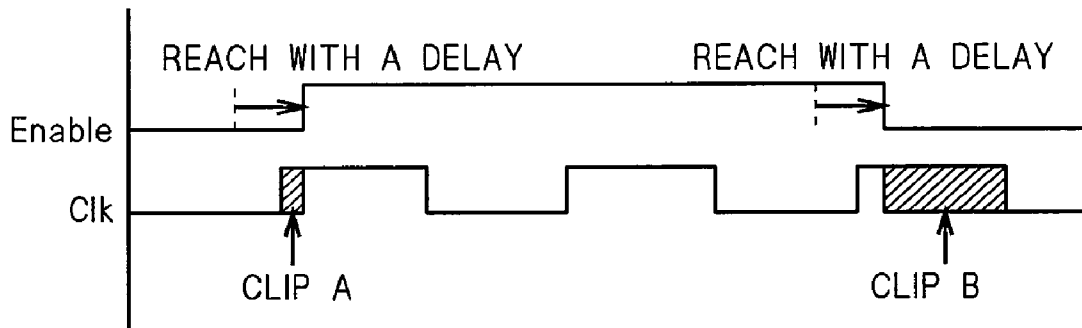 REACH WITH A DELAY
REACH WITH A DELAY
Enable
Clk
CLIP A
CLIP B